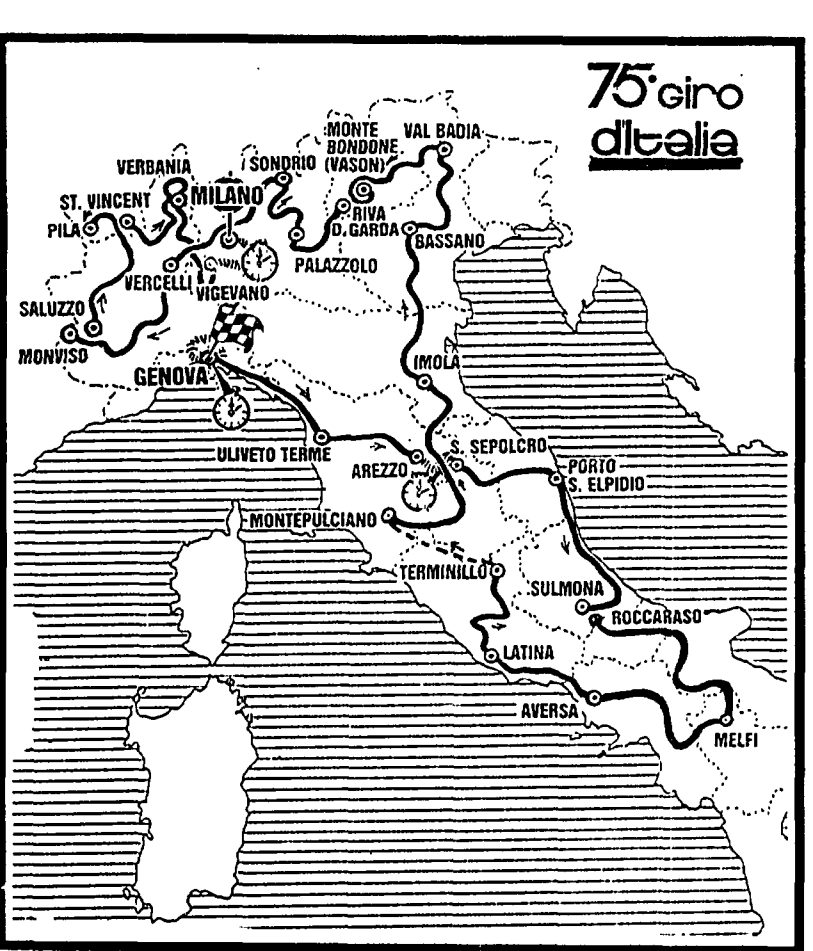 75° Giro
d'Italia
MONTE
BONDONE
(VASON)
VAL BADIA
VERBANIA
SONDRIO
ST. VINCENT
MILANO
PILA
RIVA
D. GARDA
BASSANO
PALAZZOLO
VERCELLI
VIGEVANO
SALUZZO
MONVISO
IMOLA
GENOVA
ULIVETO TERME
S. SEPOLCRO
AREZZO
PORTO
S. ELPIDIO
MONTEPULCIANO
TERMINILLO
SULMONA
ROCCARASO
LATINA
AVERSA
MELFI